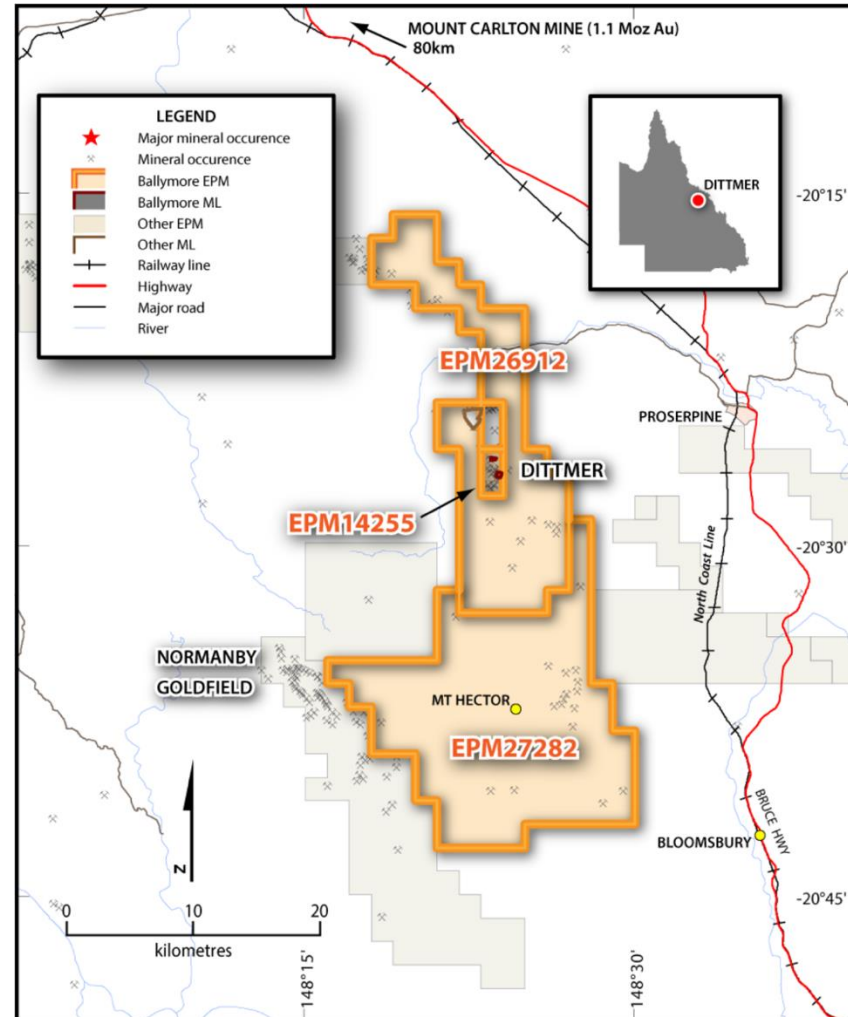 MOUNT CARLTON MINE (1.1 Moz Au)
80km
LEGEND
Major mineral occurence
Mineral occurence
Ballymore EPM
Ballymore ML
Other EPM
Other ML
Railway line
Highway
Major road
River
DITTMER
-20°15'
EPM26912
PROSERPINE
DITTMER
EPM14255
-20°30'
North Coast Line
NORMANBY
GOLDFIELD
MT HECTOR
EPM27282
BRUCE HWY
BLOOMSBURY
N
-20°45'
0 10 20
kilometres
148°15'
148°30'